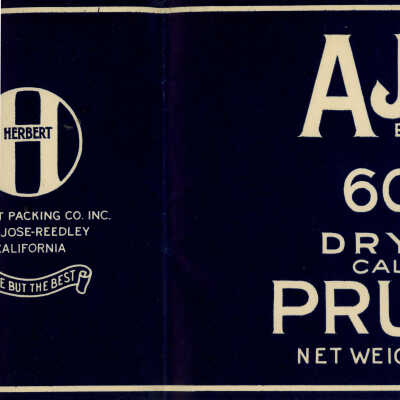 HERBERT
T PACKING CO. INC.
JOSE-REEDLEY
CALIFORNIA
E BUT THE BEST
AJ
60
DRY
CAL
PRU
NET WEIG